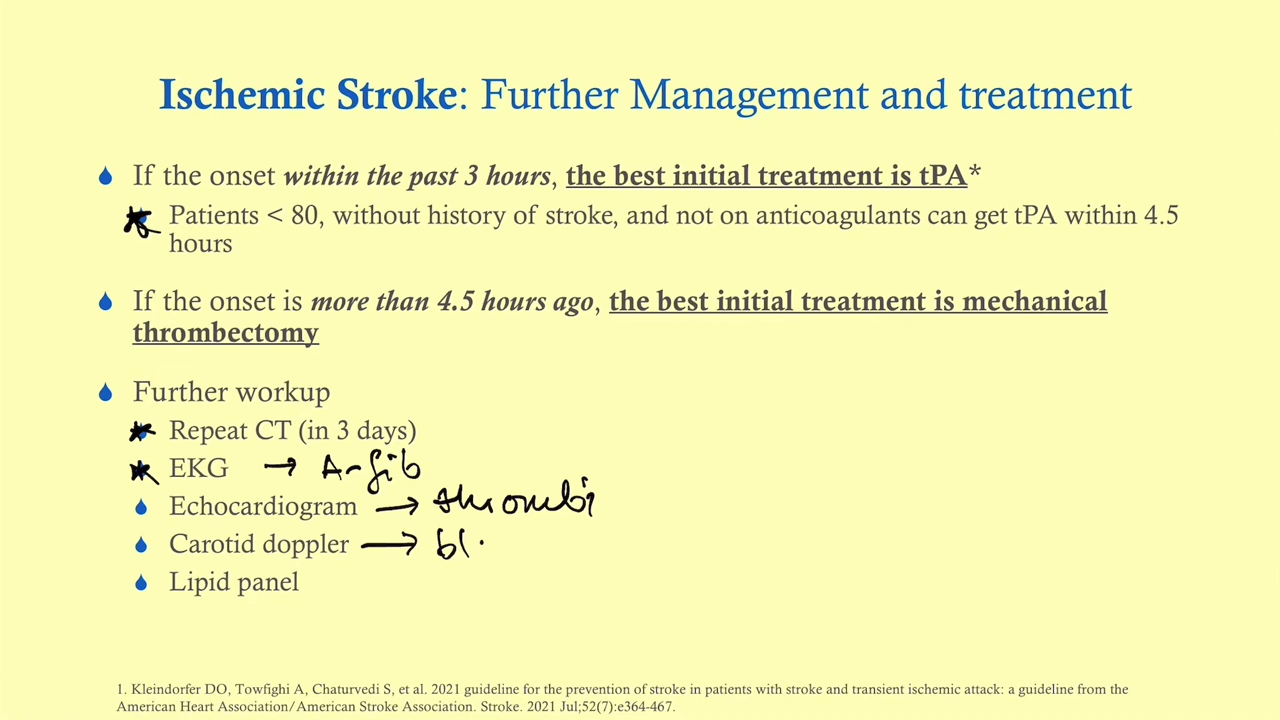 Ischemic Stroke: Further Management and treatment
If the onset within the past 3 hours, the best initial treatment is tPA*
Patients < 80, without history of stroke, and not on anticoagulants can get tPA within 4.5
hours
If the onset is more than 4.5 hours ago, the best initial treatment is mechanical
thrombectomy
Further workup
Repeat CT (in 3 days)
EKG → A-fib
Echocardiogram → thrombi
Carotid doppler → bl
Lipid panel
1. Kleindorfer DO, Towfighi A, Chaturvedi S, et al. 2021 guideline for the prevention of stroke in patients with stroke and transient ischemic attack: a guideline from the
American Heart Association/American Stroke Association. Stroke. 2021 Jul;52(7):e364-467.